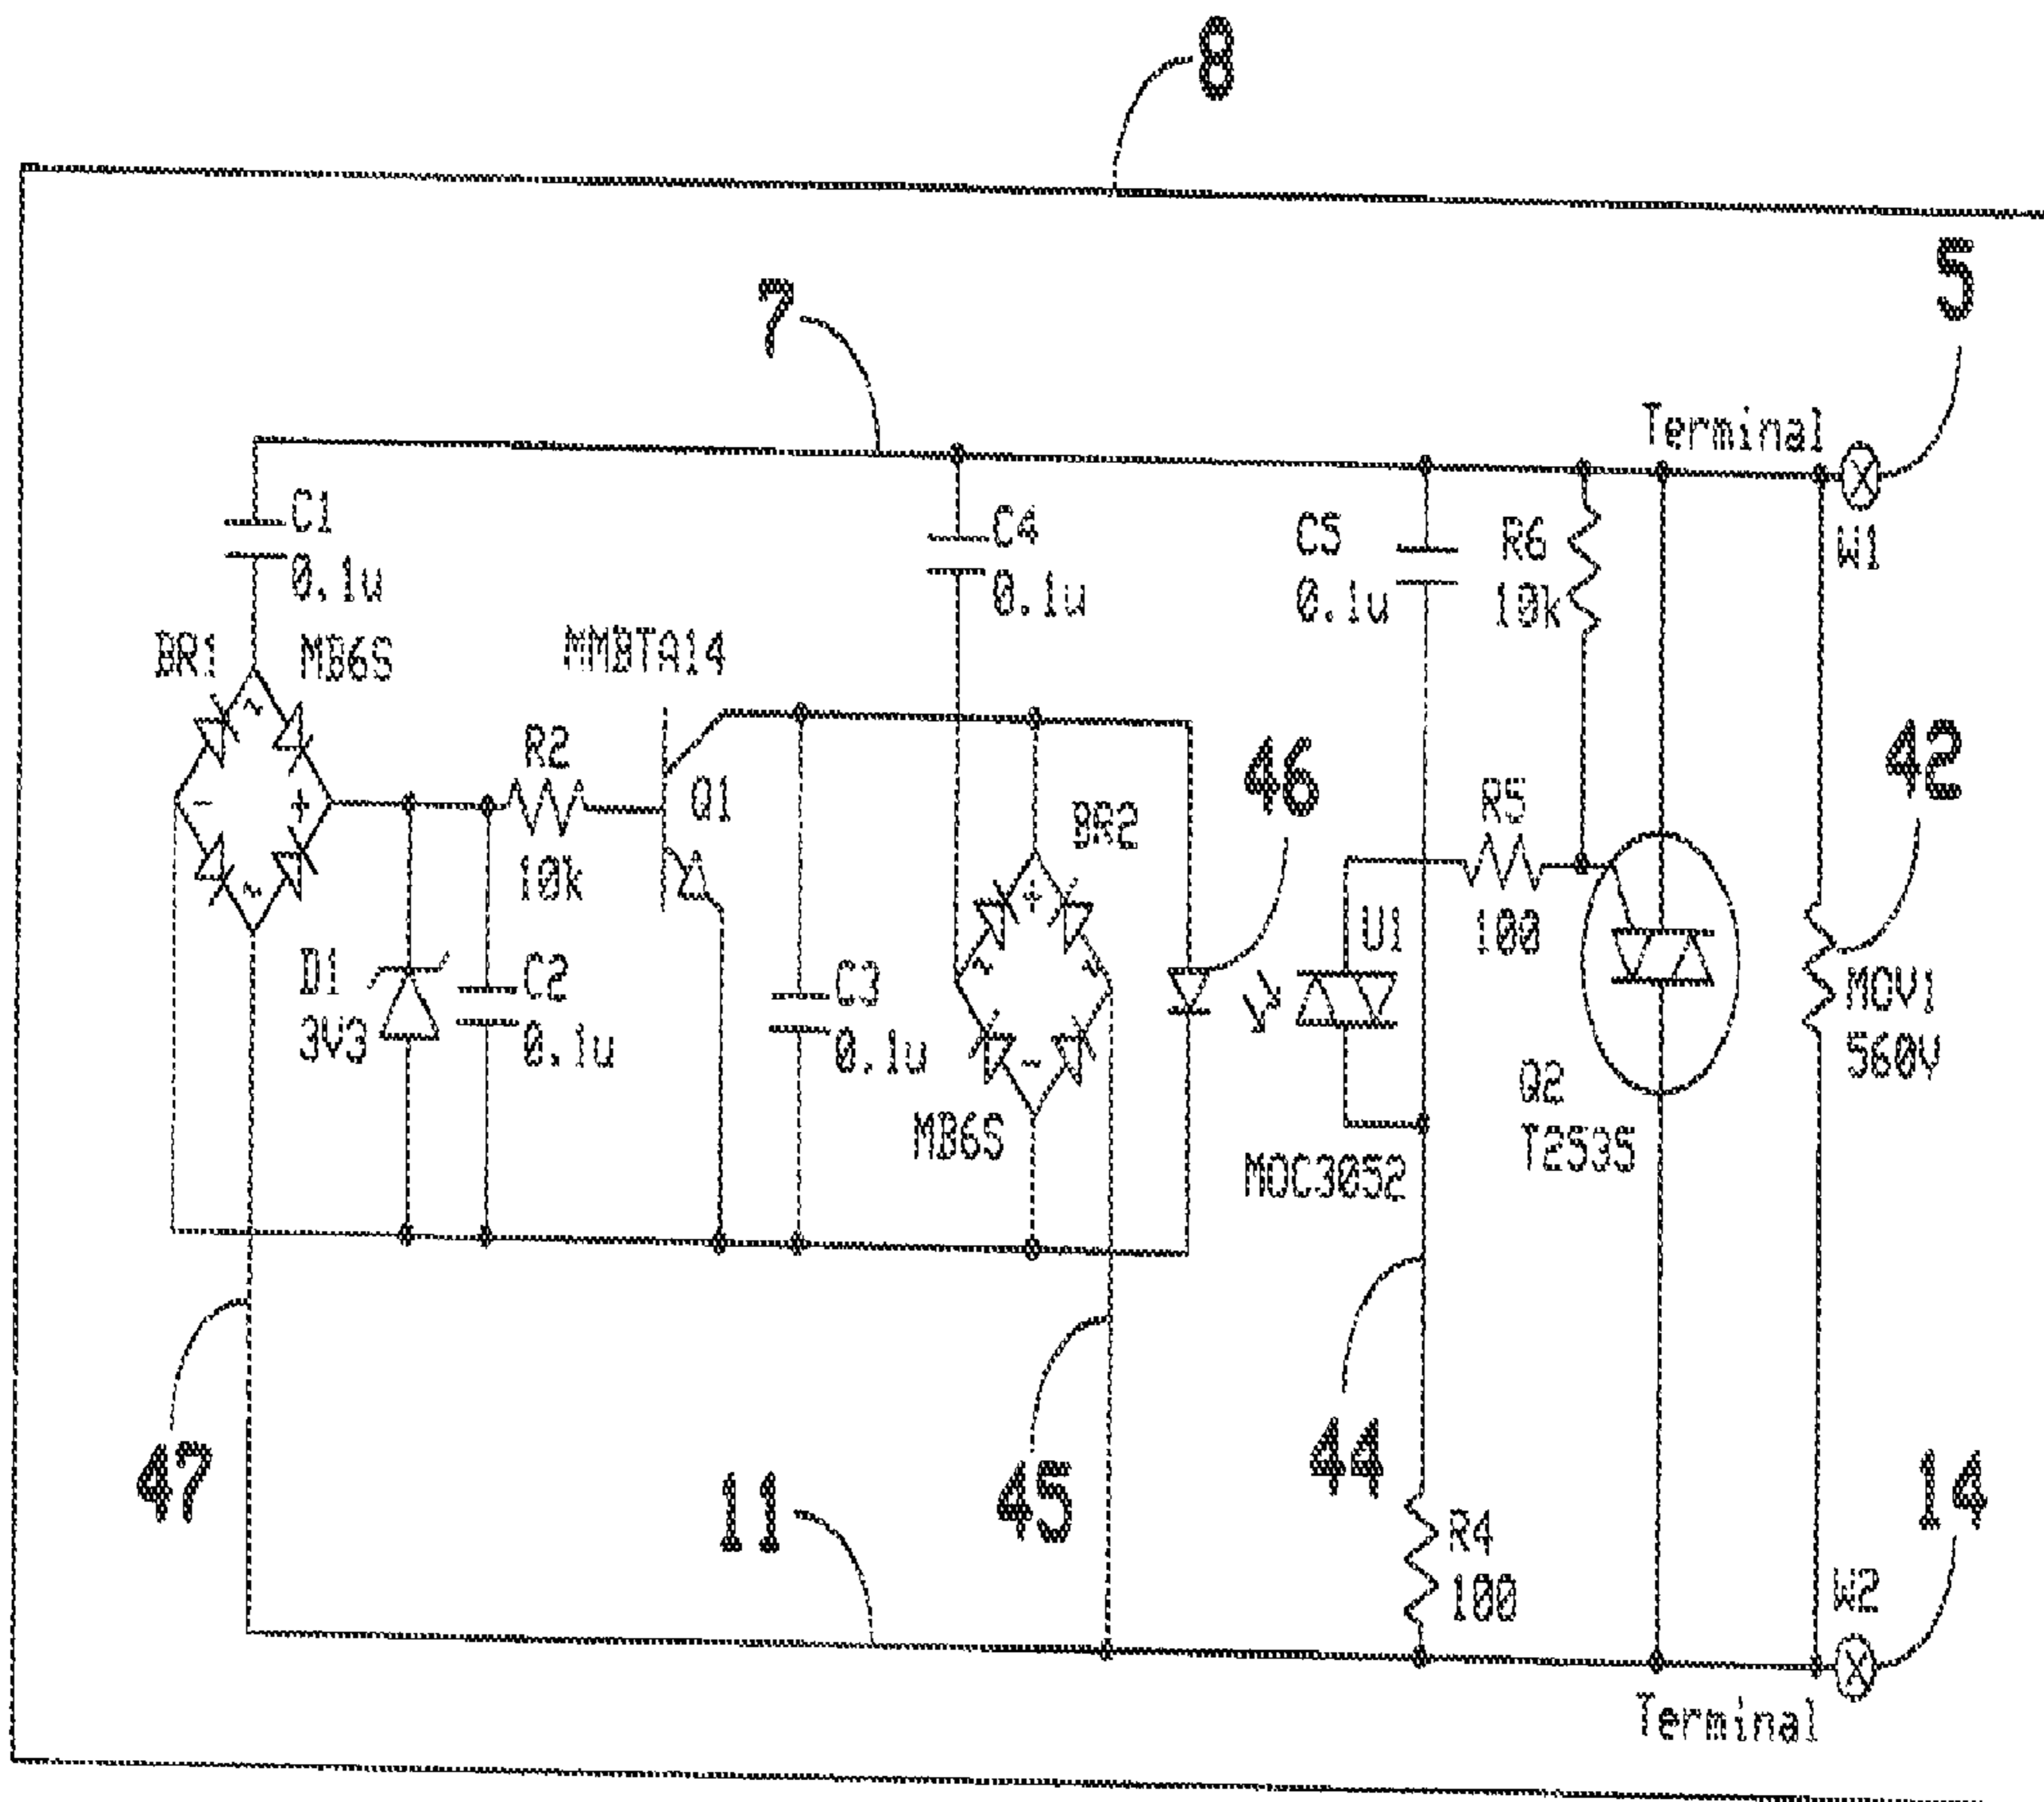 8
5
7
Terminal
W1
C1
0.1u
C4
0.1u
C5
0.1u
R6
10k
BR1
MB6S
MMBTA14
R2
10k
Q1
BR2
46
R5
100
42
~
-
+
~
D1
3V3
C2
0.1u
C3
0.1u
+
~
~
-
MB6S
U1
MOC3052
Q2
T2535
MOV1
560V
47
11
45
44
R4
100
14
W2
Terminal